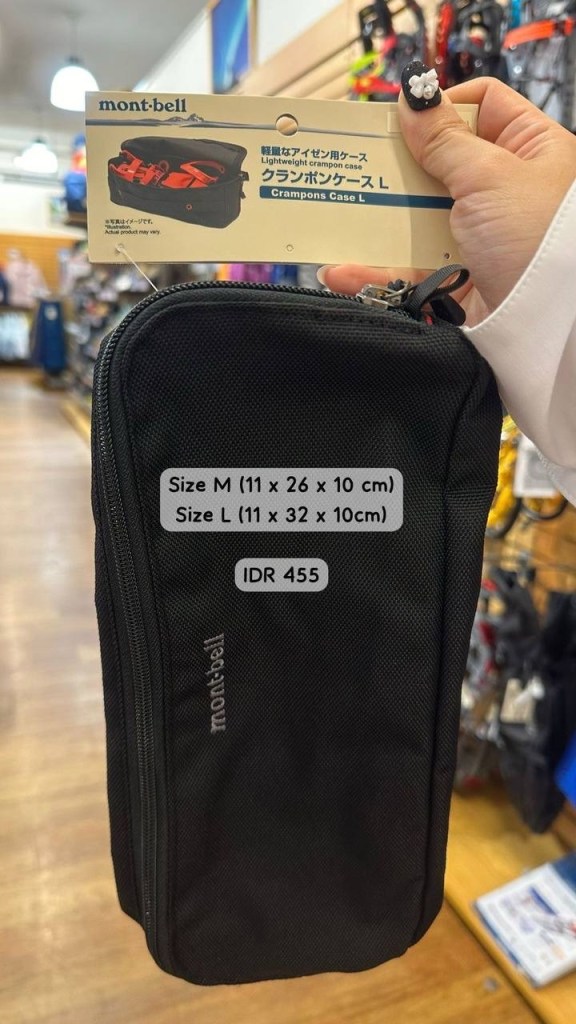 mont-bell
軽量なアイゼン用ケース
Lightweight crampon case
クランポンケース L
Crampons Case L
※写真はイメージです。
*Illustration.
Actual product may vary.
Size M (11 x 26 x 10 cm)
Size L (11 x 32 x 10cm)
IDR 455
mont-bell